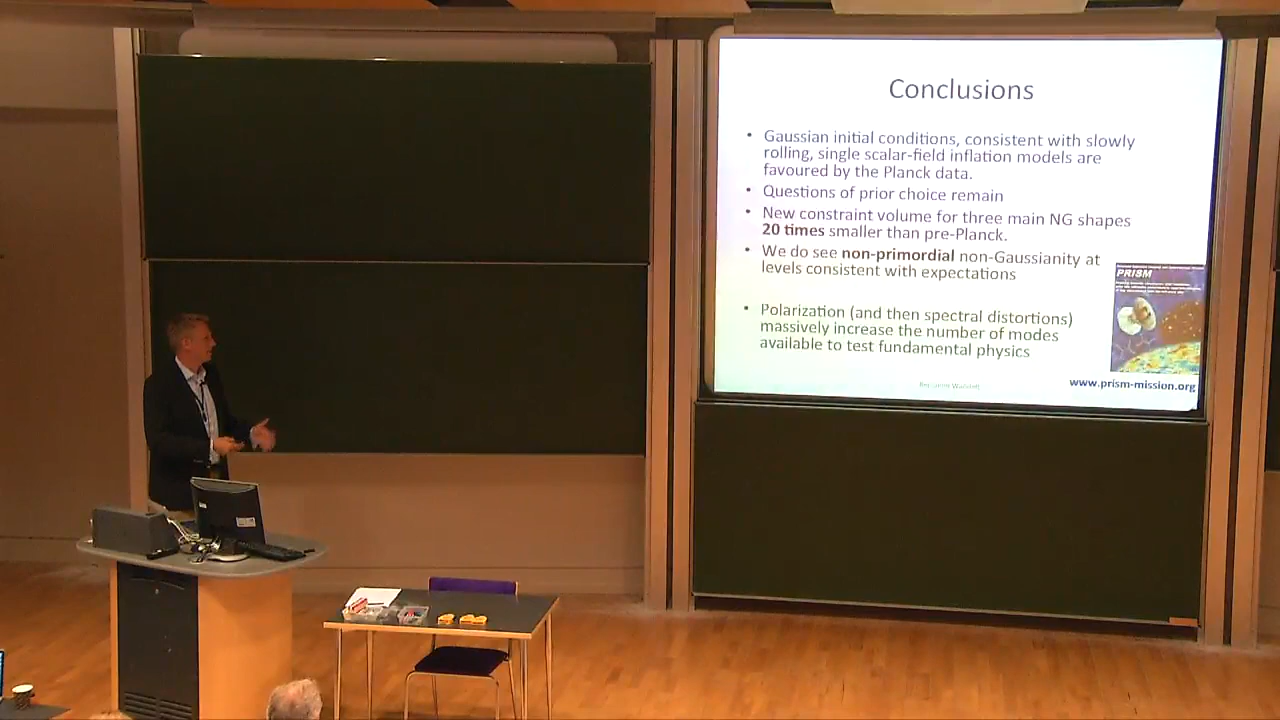 Conclusions
• Gaussian initial conditions, consistent with slowly
rolling, single scalar-field inflation models are
favoured by the Planck data.
• Questions of prior choice remain
• New constraint volume for three main NG shapes
20 times smaller than pre-Planck.
• We do see non-primordial non-Gaussianity at
levels consistent with expectations
• Polarization (and then spectral distortions)
massively increase the number of modes
available to test fundamental physics
PRISM
www.prism-mission.org